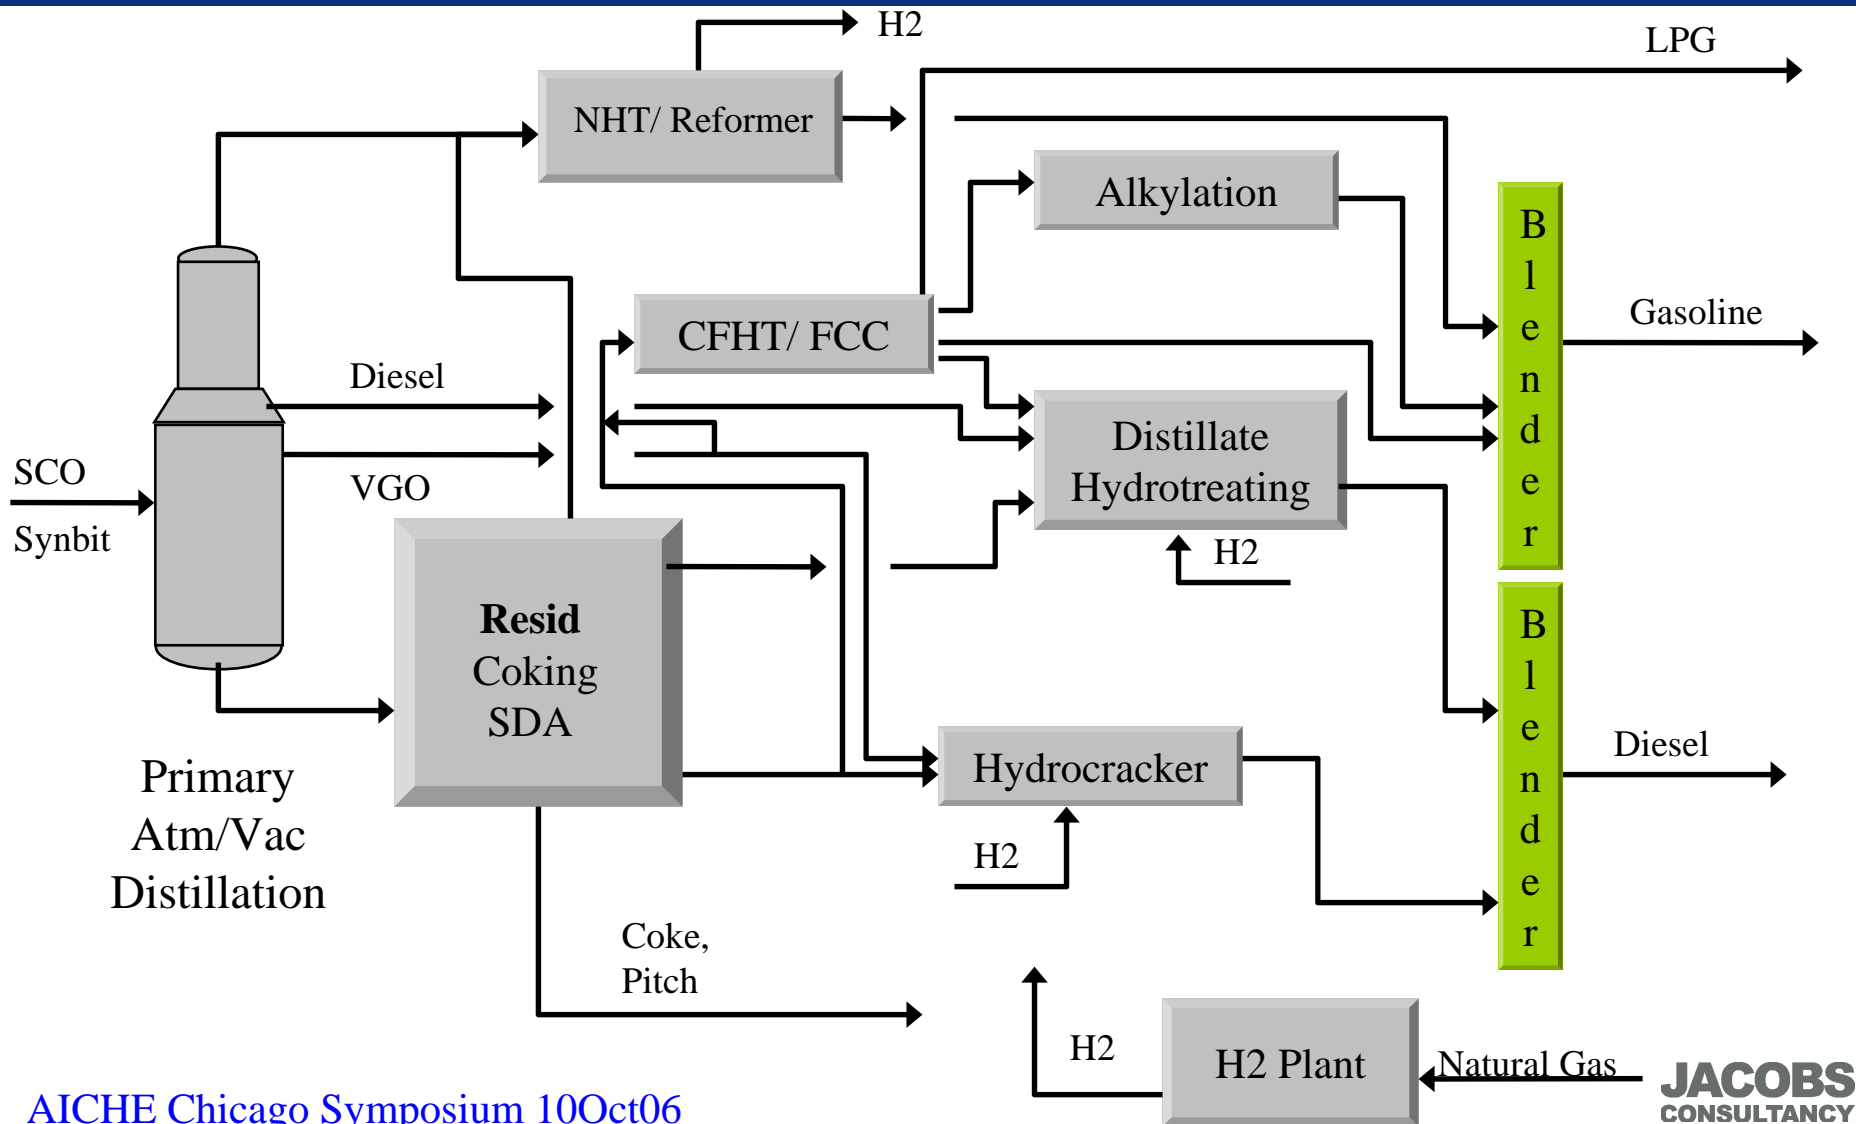 H2
LPG
NHT/ Reformer
Alkylation
Blender
Gasoline
CFHT/ FCC
Diesel
Distillate
Hydrotreating
SCO
VGO
Synbit
H2
Resid
Coking
SDA
Blender
Diesel
Hydrocracker
Primary
Atm/Vac
Distillation
H2
Coke,
Pitch
H2
H2 Plant
Natural Gas
JACOBS
CONSULTANCY
AICHE Chicago Symposium 10Oct06